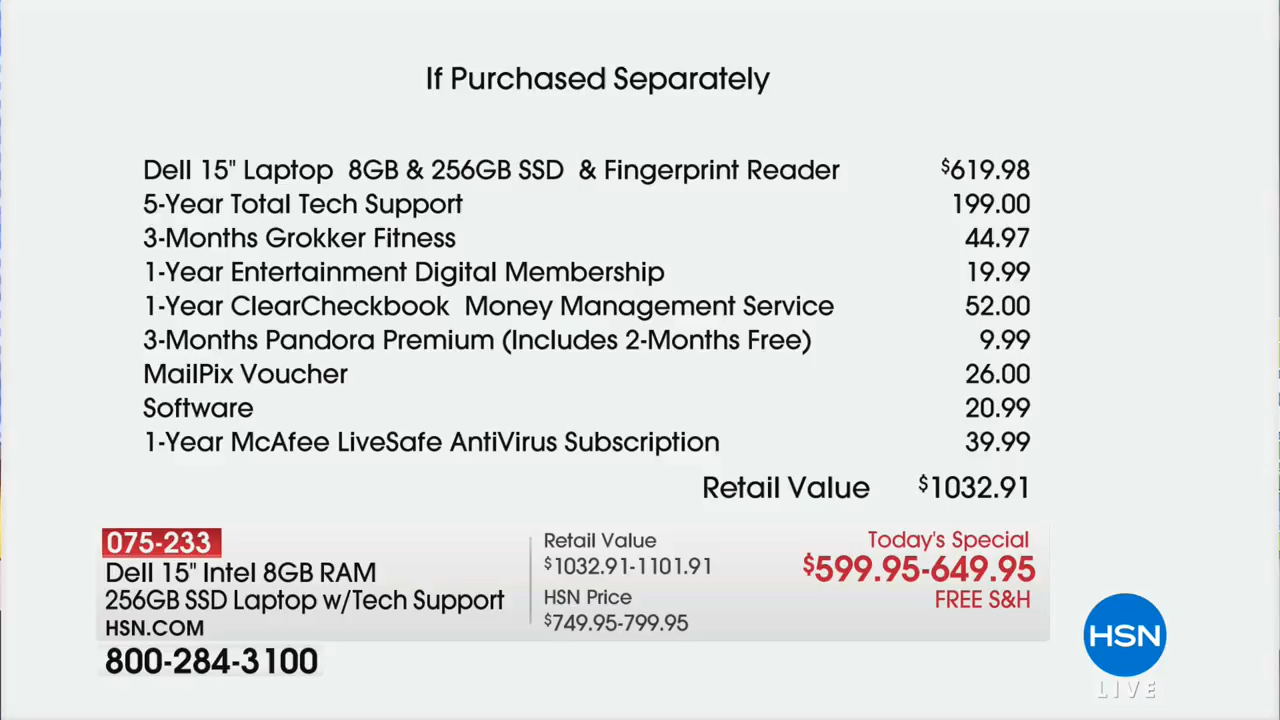 If Purchased Separately
Dell 15" Laptop 8GB & 256GB SSD & Fingerprint Reader $619.98
5-Year Total Tech Support 199.00
3-Months Grokker Fitness 44.97
1-Year Entertainment Digital Membership 19.99
1-Year ClearCheckbook Money Management Service 52.00
3-Months Pandora Premium (Includes 2-Months Free) 9.99
MailPix Voucher 26.00
Software 20.99
1-Year McAfee LiveSafe AntiVirus Subscription 39.99
Retail Value $1032.91
075-233
Dell 15" Intel 8GB RAM
256GB SSD Laptop w/Tech Support
HSN.COM
800-284-3100
Retail Value
$1032.91-1101.91
HSN Price
$749.95-799.95
Today's Special
$599.95-649.95
FREE S&H
HSN
LIVE